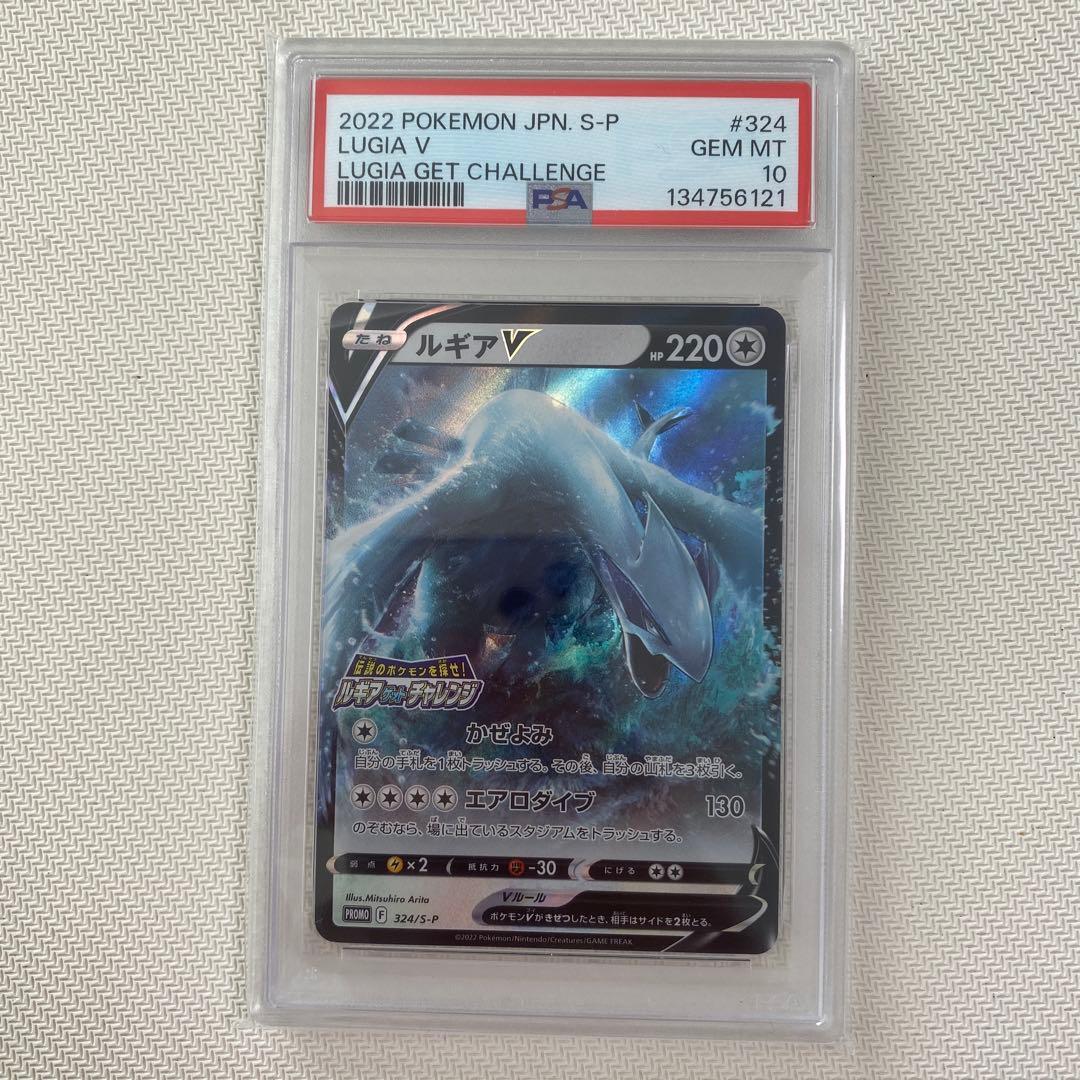 2022 POKEMON JPN. S-P #324
LUGIA V GEM MT
LUGIA GET CHALLENGE 10
PSA 134756121
たね ルギアV HP 220
伝説のポケモンを探せ!
ルギアゲットチャレンジ
かぜよみ
自分の手札を1枚トラッシュする。その後、自分の山札を3枚引く。
エアロダイブ 130
のぞむなら、場に出ているスタジアムをトラッシュする。
弱点 ×2 抵抗力 -30 にげる
Illus.Mitsuhiro Arita Vルール
PROMO F 324/S-P ポケモンVがきぜつしたとき、相手はサイドを2枚とる。
©2022 Pokémon/Nintendo/Creatures/GAME FREAK